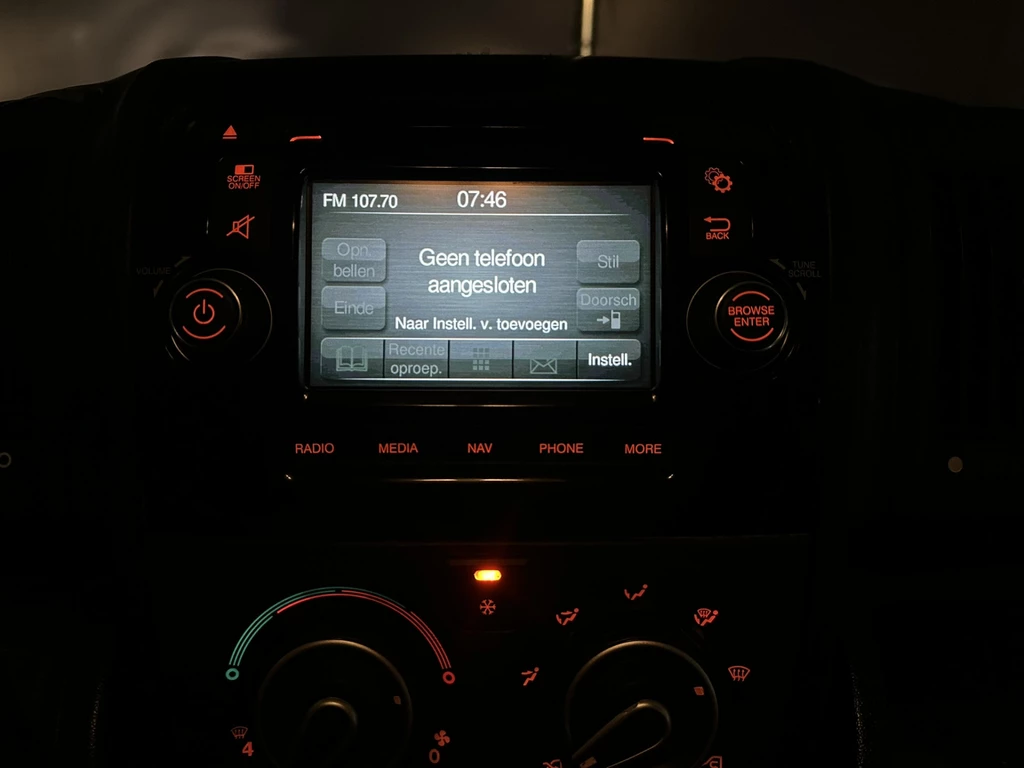 SCREEN
ON/OFF
VOLUME
FM 107.70
07:46
Opn.
bellen
Geen telefoon
aangesloten
Stil
Einde
Doorsch
Naar Instell. v. toevoegen
Recente
oproep.
Instell.
BACK
TUNE
SCROLL
BROWSE
ENTER
RADIO
MEDIA
NAV
PHONE
MORE
4
0